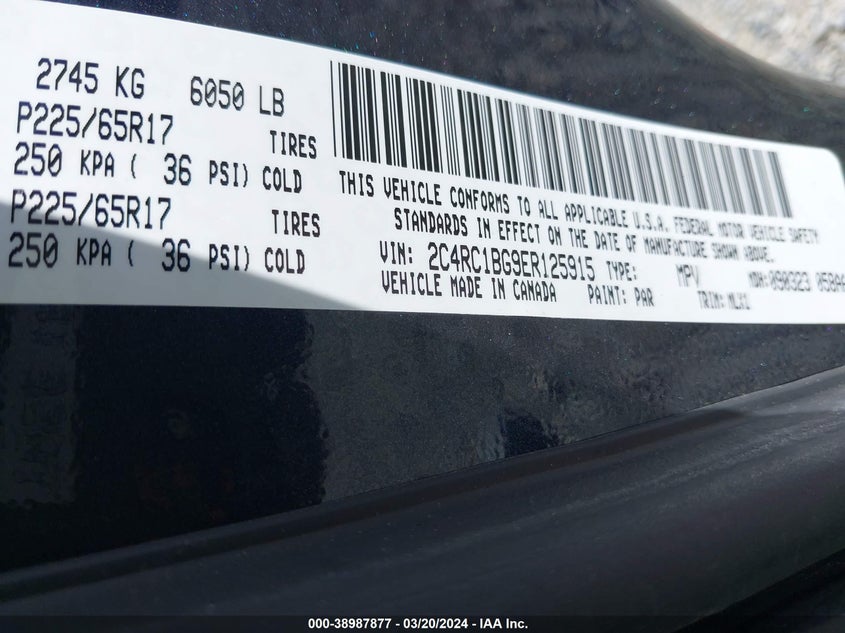 2745 KG 6050 LB
P225/65R17 TIRES
250 KPA ( 36 PSI) COLD
P225/65R17 TIRES
250 KPA ( 36 PSI) COLD
THIS VEHICLE CONFORMS TO ALL APPLICABLE U.S.A. FEDERAL MOTOR VEHICLE SAFETY
STANDARDS IN EFFECT ON THE DATE OF MANUFACTURE SHOWN ABOVE.
VIN: 2C4RC1BG9ER125915 TYPE: MPV MDH:090323 058AA
VEHICLE MADE IN CANADA PAINT: PAR TRIM:
000-38987877 — 03/20/2024 — IAA Inc.